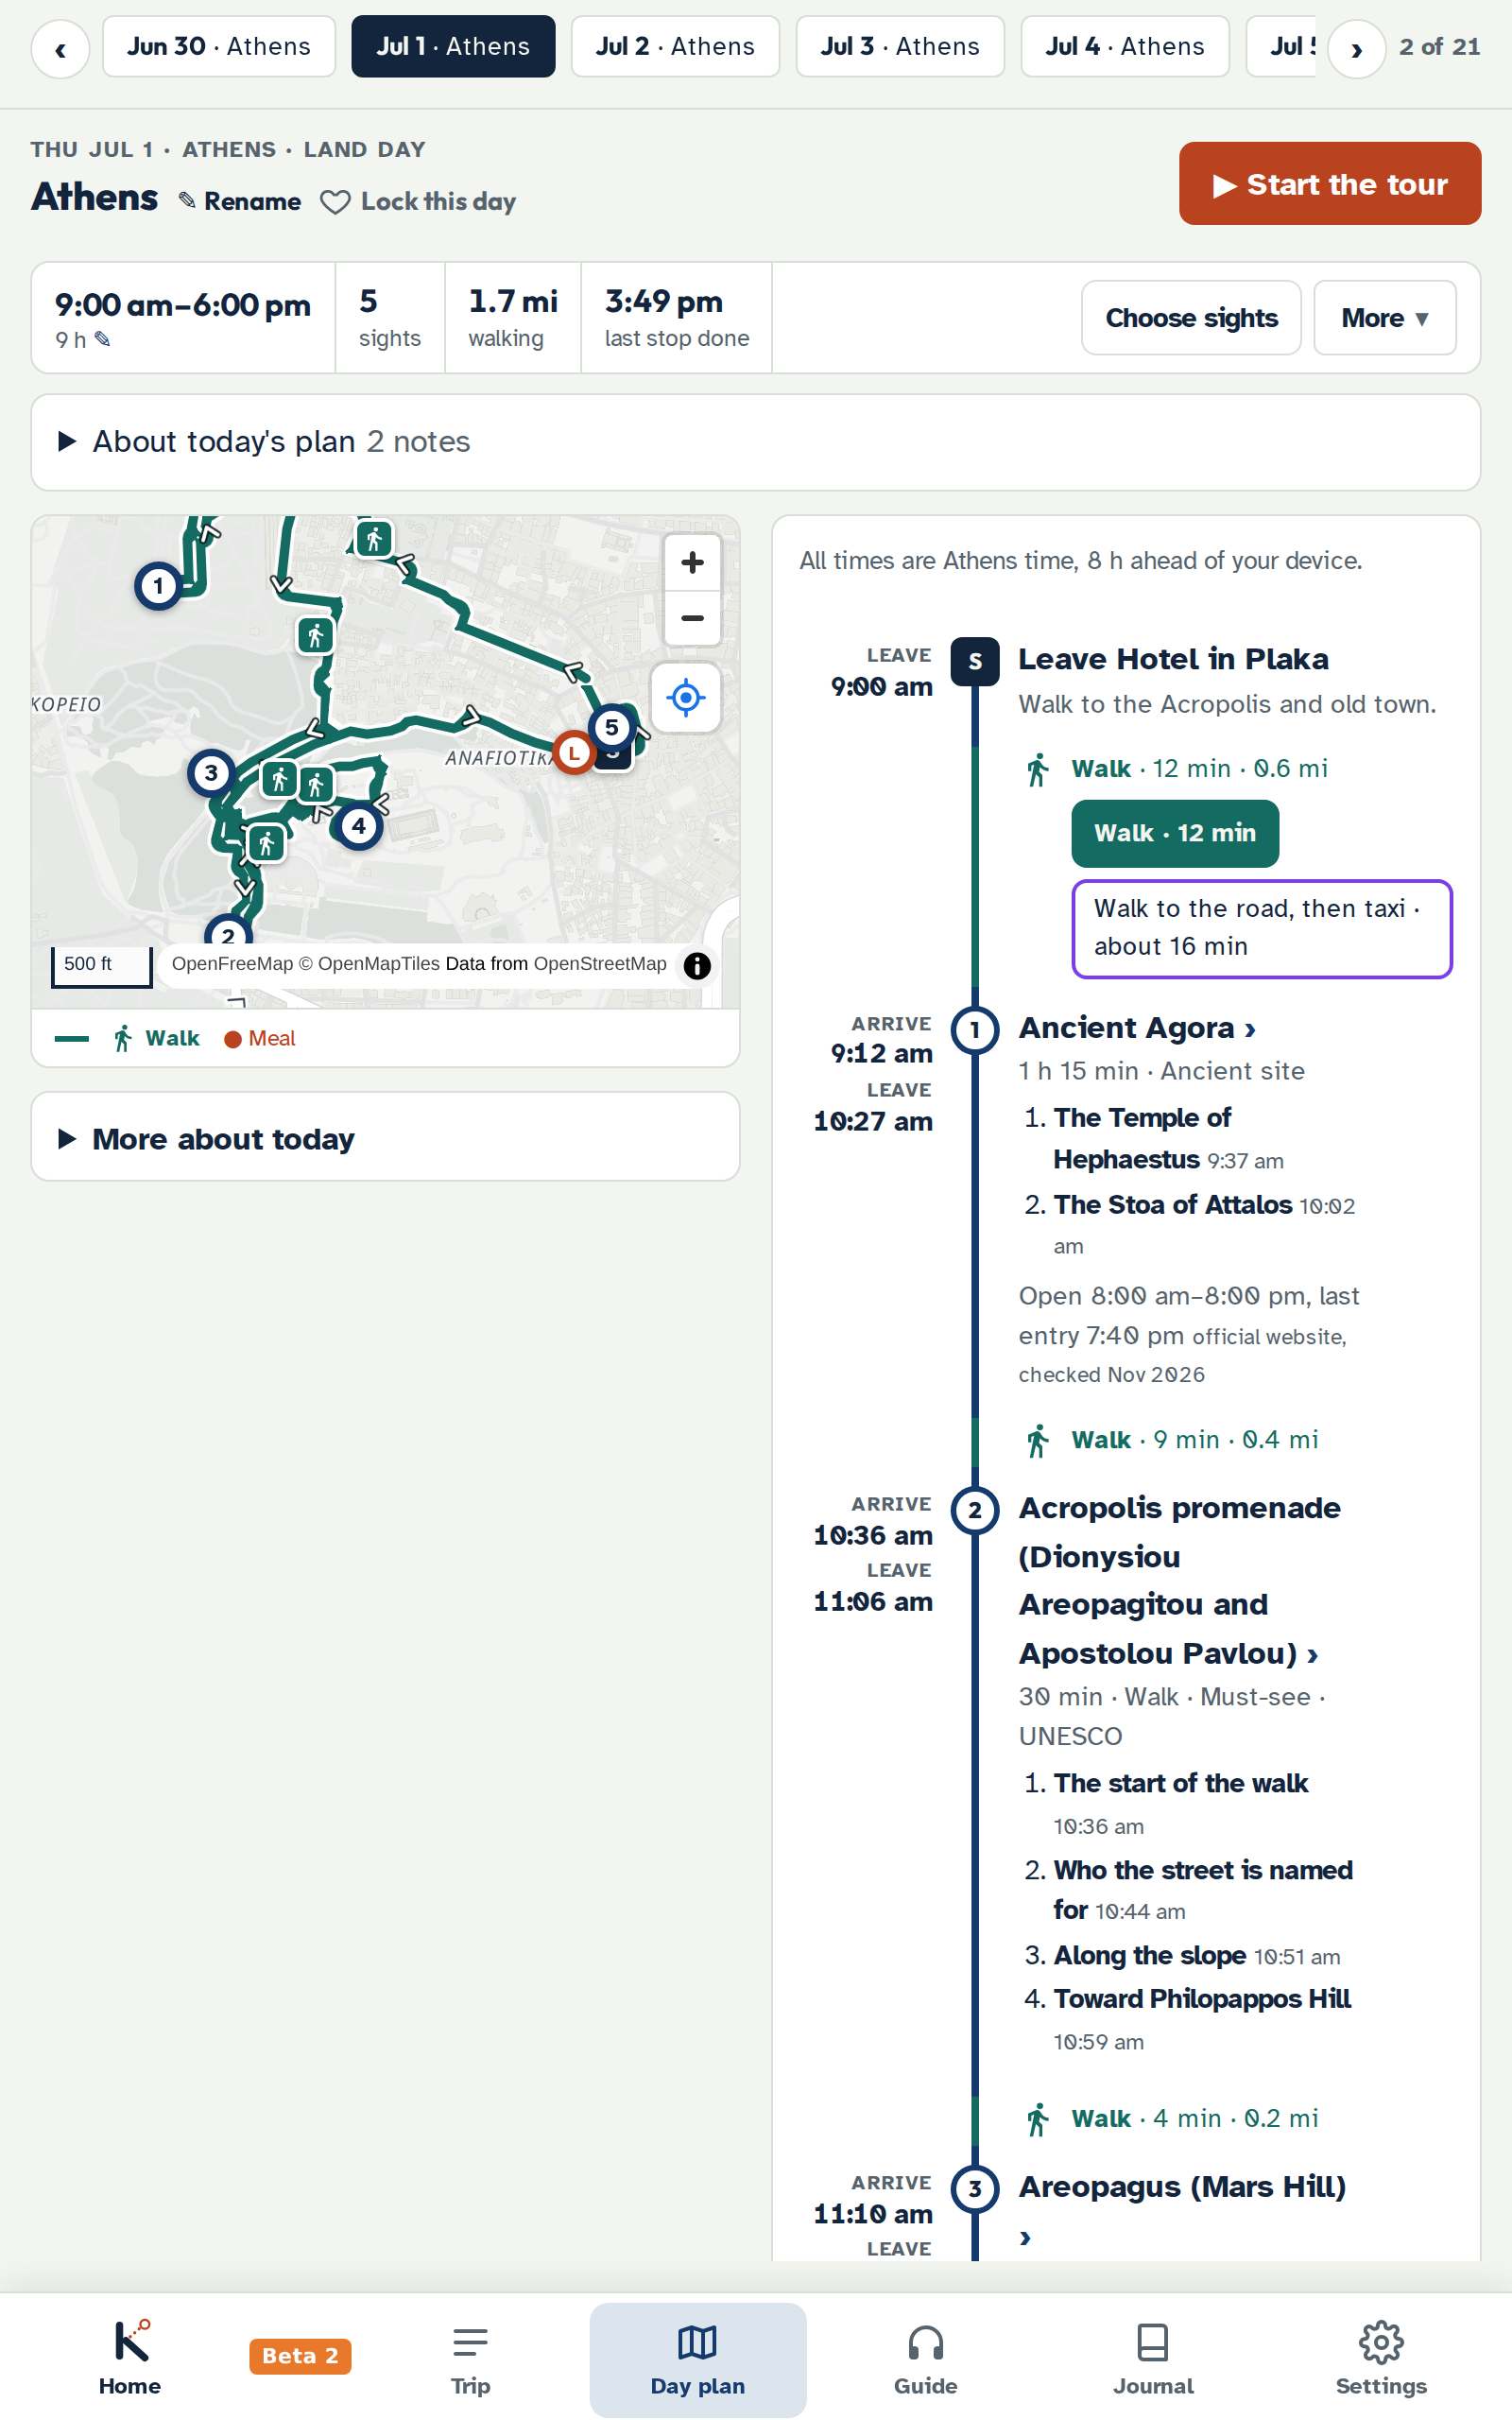 ‹
Jun 30 · Athens
Jul 1 · Athens
Jul 2 · Athens
Jul 3 · Athens
Jul 4 · Athens
Jul 5
›
2 of 21
THU JUL 1 · ATHENS · LAND DAY
Athens ✎ Rename Lock this day
▶ Start the tour
9:00 am–6:00 pm
9 h ✎
5
sights
1.7 mi
walking
3:49 pm
last stop done
Choose sights
More ▾
▶ About today's plan 2 notes
1
+
−
KOPEIO
5
L
S
ANAFIOTIKA
3
4
2
500 ft
OpenFreeMap © OpenMapTiles Data from OpenStreetMap
Walk
Meal
▶ More about today
All times are Athens time, 8 h ahead of your device.
LEAVE
9:00 am
S
Leave Hotel in Plaka
Walk to the Acropolis and old town.
Walk · 12 min · 0.6 mi
Walk · 12 min
Walk to the road, then taxi ·
about 16 min
ARRIVE
9:12 am
LEAVE
10:27 am
1
Ancient Agora ›
1 h 15 min · Ancient site
1. The Temple of
Hephaestus 9:37 am
2. The Stoa of Attalos 10:02
am
Open 8:00 am–8:00 pm, last
entry 7:40 pm official website,
checked Nov 2026
Walk · 9 min · 0.4 mi
ARRIVE
10:36 am
LEAVE
11:06 am
2
Acropolis promenade
(Dionysiou
Areopagitou and
Apostolou Pavlou) ›
30 min · Walk · Must-see ·
UNESCO
1. The start of the walk
10:36 am
2. Who the street is named
for 10:44 am
3. Along the slope 10:51 am
4. Toward Philopappos Hill
10:59 am
Walk · 4 min · 0.2 mi
ARRIVE
11:10 am
LEAVE
3
Areopagus (Mars Hill)
›
Home
Beta 2
Trip
Day plan
Guide
Journal
Settings